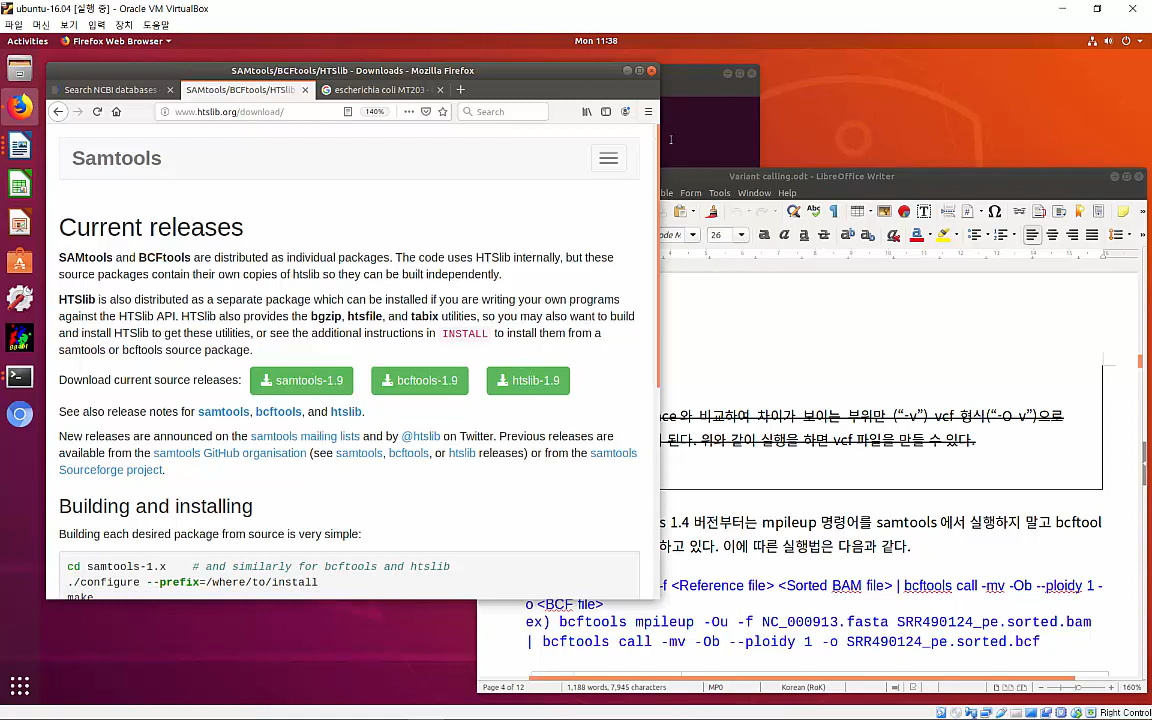 ubuntu-16.04 [실행 중] - Oracle VM VirtualBox
파일 머신 보기 입력 장치 도움말
Activities Firefox Web Browser Mon 11:38
SAMtools/BCFtools/HTSlib - Downloads - Mozilla Firefox
Search NCBI databases SAMtools/BCFtools/HTSlib escherichia coli MT203
www.htslib.org/download/ 140% Search
Samtools
Current releases
SAMtools and BCFtools are distributed as individual packages. The code uses HTSlib internally, but these
source packages contain their own copies of htslib so they can be built independently.
HTSlib is also distributed as a separate package which can be installed if you are writing your own programs
against the HTSlib API. HTSlib also provides the bgzip, htsfile, and tabix utilities, so you may also want to build
and install HTSlib to get these utilities, or see the additional instructions in INSTALL to install them from a
samtools or bcftools source package.
Download current source releases: samtools-1.9 bcftools-1.9 htslib-1.9
See also release notes for samtools, bcftools, and htslib.
New releases are announced on the samtools mailing lists and by @htslib on Twitter. Previous releases are
available from the samtools GitHub organisation (see samtools, bcftools, or htslib releases) or from the samtools
Sourceforge project.
Building and installing
Building each desired package from source is very simple:
cd samtools-1.x # and similarly for bcftools and htslib
./configure --prefix=/where/to/install
make
Variant calling.odt - LibreOffice Writer
ble Form Tools Window Help
26
4 5 6 7 8 9 10 11 12 13 14 15 16
nce 와 비교하여 차이가 보이는 부위만 (“-v”) vcf 형식(“-O v”)으로
된다. 위와 같이 실행을 하면 vcf 파일을 만들 수 있다.
s 1.4 버전부터는 mpileup 명령어를 samtools 에서 실행하지 말고 bcftool
하고 있다. 이에 따른 실행법은 다음과 같다.
-f <Reference file> <Sorted BAM file> | bcftools call -mv -Ob --ploidy 1 -
o <BCF file>
ex) bcftools mpileup -Ou -f NC_000913.fasta SRR490124_pe.sorted.bam
| bcftools call -mv -Ob --ploidy 1 -o SRR490124_pe.sorted.bcf
Page 4 of 12 1,188 words, 7,945 characters MP0 Korean (RoK) 160%
Right Control